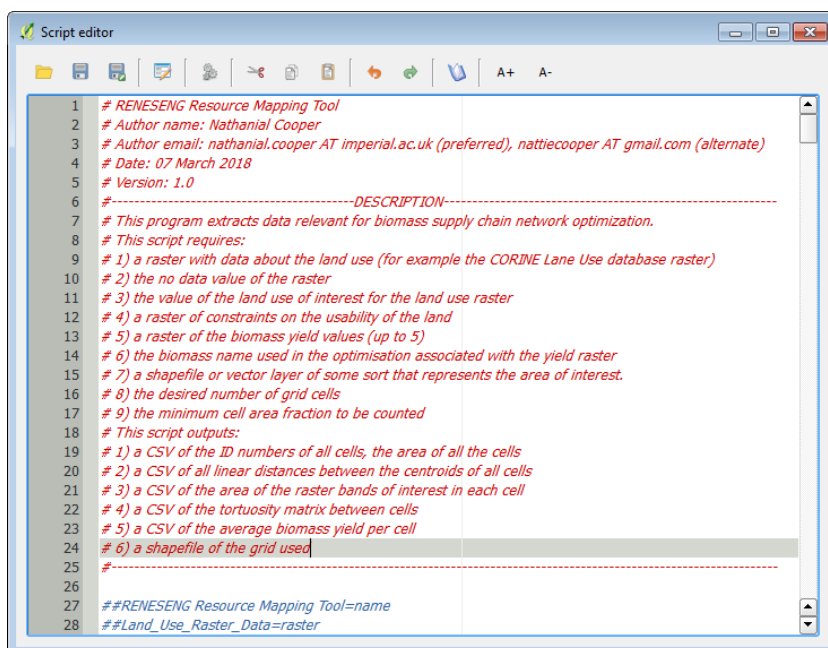 Script editor
A+ A-
1 # RENESENG Resource Mapping Tool
2 # Author name: Nathanial Cooper
3 # Author email: nathanial.cooper AT imperial.ac.uk (preferred), nattiecooper AT gmail.com (alternate)
4 # Date: 07 March 2018
5 # Version: 1.0
6 #--------------------------------------DESCRIPTION----------------------------------------------------
7 # This program extracts data relevant for biomass supply chain network optimization.
8 # This script requires:
9 # 1) a raster with data about the land use (for example the CORINE Lane Use database raster)
10 # 2) the no data value of the raster
11 # 3) the value of the land use of interest for the land use raster
12 # 4) a raster of constraints on the usability of the land
13 # 5) a raster of the biomass yield values (up to 5)
14 # 6) the biomass name used in the optimisation associated with the yield raster
15 # 7) a shapefile or vector layer of some sort that represents the area of interest.
16 # 8) the desired number of grid cells
17 # 9) the minimum cell area fraction to be counted
18 # This script outputs:
19 # 1) a CSV of the ID numbers of all cells, the area of all the cells
20 # 2) a CSV of all linear distances between the centroids of all cells
21 # 3) a CSV of the area of the raster bands of interest in each cell
22 # 4) a CSV of the tortuosity matrix between cells
23 # 5) a CSV of the average biomass yield per cell
24 # 6) a shapefile of the grid used
25 #------------------------------------------------------------------------------------------------------
26
27 ##RENESENG Resource Mapping Tool=name
28 ##Land_Use_Raster_Data=raster